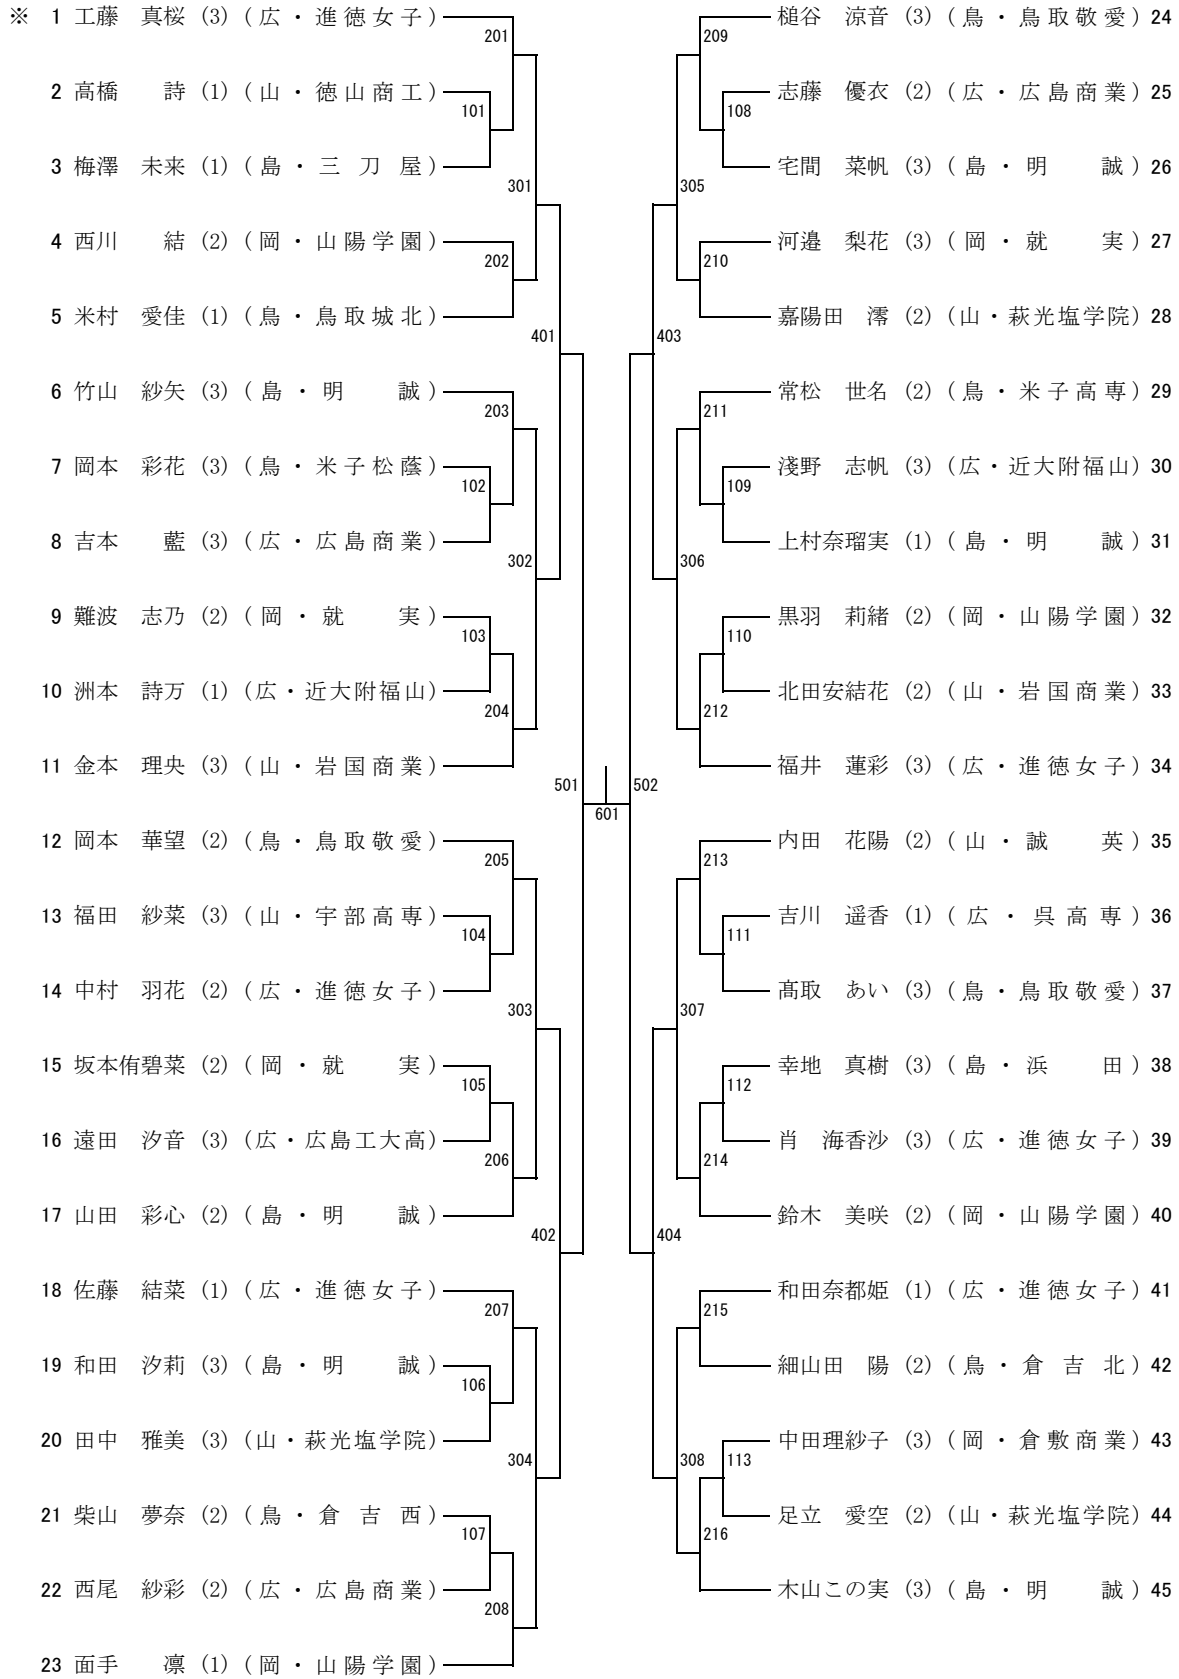 ※ 1 工藤 真桜 (3) (広・進徳女子)
201
2 高橋 詩 (1) (山・徳山商工)
101
3 梅澤 未来 (1) (島・三刀屋)
301
4 西川 結 (2) (岡・山陽学園)
202
5 米村 愛佳 (1) (鳥・鳥取城北)
401
6 竹山 紗矢 (3) (島・明誠)
203
7 岡本 彩花 (3) (鳥・米子松蔭)
102
8 吉本 藍 (3) (広・広島商業)
302
9 難波 志乃 (2) (岡・就実)
103
10 洲本 詩万 (1) (広・近大附福山)
204
11 金本 理央 (3) (山・岩国商業)
501
12 岡本 華望 (2) (鳥・鳥取敬愛)
205
13 福田 紗菜 (3) (山・宇部高専)
104
14 中村 羽花 (2) (広・進徳女子)
303
15 坂本侑碧菜 (2) (岡・就実)
105
16 遠田 汐音 (3) (広・広島工大高)
206
17 山田 彩心 (2) (島・明誠)
402
18 佐藤 結菜 (1) (広・進徳女子)
207
19 和田 汐莉 (3) (島・明誠)
106
20 田中 雅美 (3) (山・萩光塩学院)
304
21 柴山 夢奈 (2) (鳥・倉吉西)
107
22 西尾 紗彩 (2) (広・広島商業)
208
23 面手 凛 (1) (岡・山陽学園)
601
槌谷 涼音 (3) (鳥・鳥取敬愛) 24
209
志藤 優衣 (2) (広・広島商業) 25
108
宅間 菜帆 (3) (島・明誠) 26
305
河邉 梨花 (3) (岡・就実) 27
210
嘉陽田 澪 (2) (山・萩光塩学院) 28
403
常松 世名 (2) (鳥・米子高専) 29
211
淺野 志帆 (3) (広・近大附福山) 30
109
上村奈瑠実 (1) (島・明誠) 31
306
黒羽 莉緒 (2) (岡・山陽学園) 32
110
北田安結花 (2) (山・岩国商業) 33
212
福井 蓮彩 (3) (広・進徳女子) 34
502
内田 花陽 (2) (山・誠英) 35
213
吉川 遥香 (1) (広・呉高専) 36
111
髙取 あい (3) (鳥・鳥取敬愛) 37
307
幸地 真樹 (3) (島・浜田) 38
112
肖 海香沙 (3) (広・進徳女子) 39
214
鈴木 美咲 (2) (岡・山陽学園) 40
404
和田奈都姫 (1) (広・進徳女子) 41
215
細山田 陽 (2) (鳥・倉吉北) 42
中田理紗子 (3) (岡・倉敷商業) 43
308 113
足立 愛空 (2) (山・萩光塩学院) 44
216
木山この実 (3) (島・明誠) 45